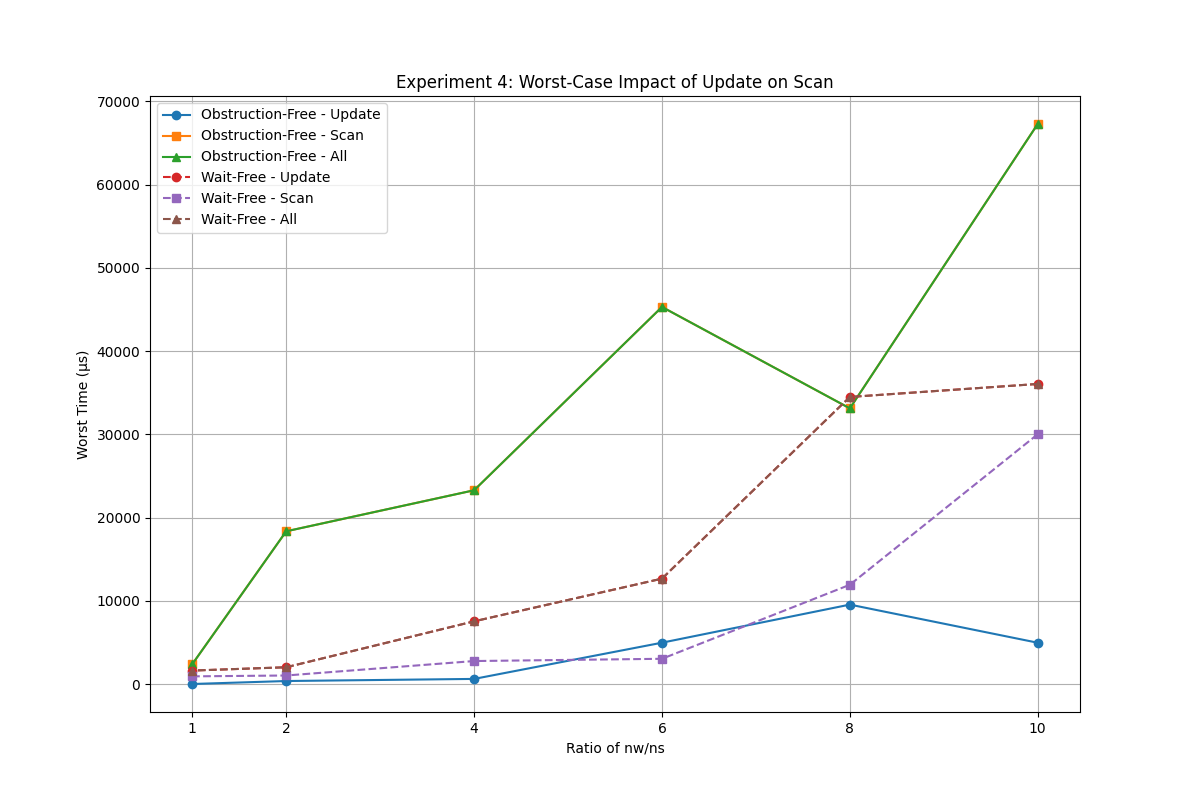 Experiment 4: Worst-Case Impact of Update on Scan
Obstruction-Free - Update
Obstruction-Free - Scan
Obstruction-Free - All
Wait-Free - Update
Wait-Free - Scan
Wait-Free - All
70000
60000
50000
40000
30000
20000
10000
0
Worst Time (μs)
1 2 4 6 8 10
Ratio of nw/ns